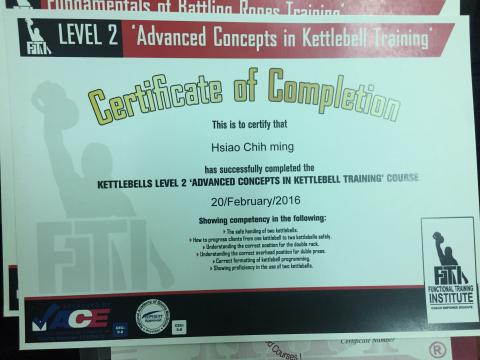 Fundamentals of Battling Ropes Training'
FTI LEVEL 2 'Advanced Concepts in Kettlebell Training'
Certificate of Completion
This is to certify that
Hsiao Chih ming
has successfully completed the
KETTLEBELLS LEVEL 2 'ADVANCED CONCEPTS IN KETTLEBELL TRAINING' COURSE
20/February/2016
Showing competency in the following:
The safe handling of two kettlebells.
How to progress clients from one kettlebell to two kettlebells safely.
Understanding the correct position for the double rack.
Understanding the correct overhead position for duble press.
Correct formatting of kettlebell programming.
Showing proficiency in the use of two kettlebells.
FTI
FTI
FUNCTIONAL TRAINING
INSTITUTE
ACE
®
Certificate Number